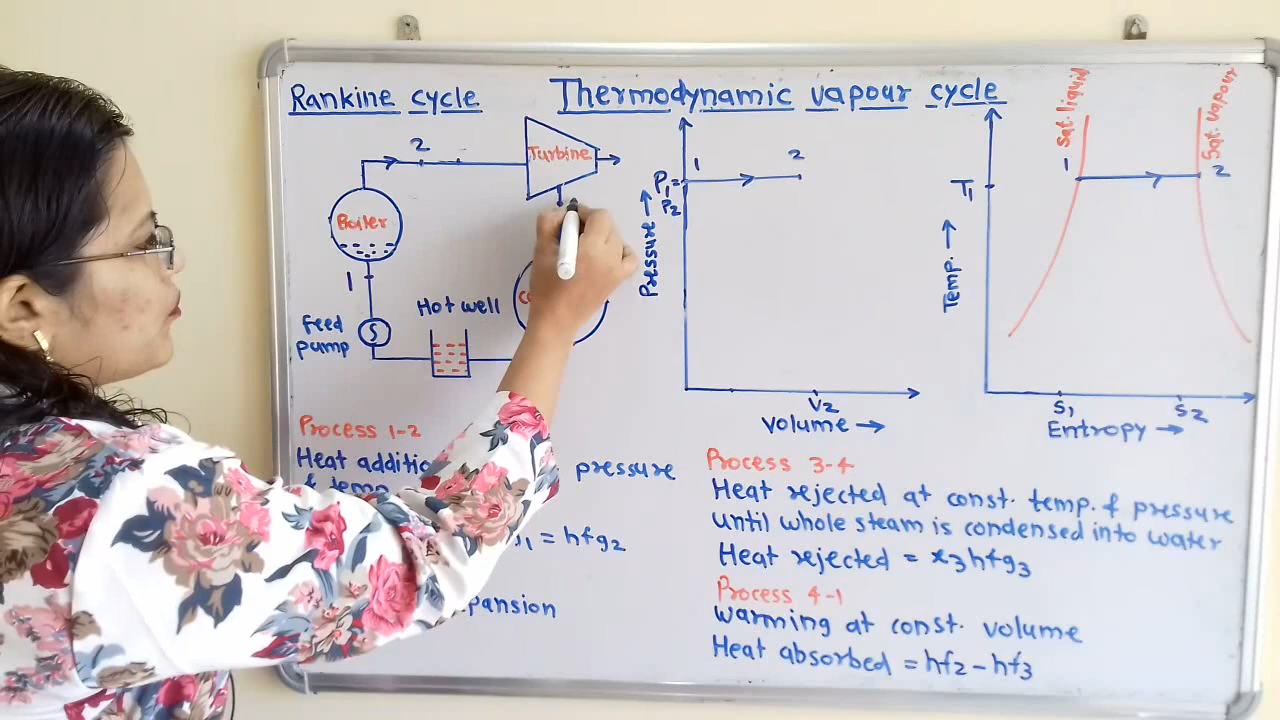 Rankine cycle
Thermodynamic vapour cycle
2
Turbine
Boiler
1
Hot well
Feed pump
S
1
2
P1=
P2
Pressure →
V2
Volume →
Sat. liquid
Sat. vapour
1
2
T1
Temp. →
S1
S2
Entropy →
Process 1-2
Heat pressure
& temp
1 = hfg2
Process 3-4
Heat rejected at const. temp. & pressure
until whole steam is condensed into water
Heat rejected = x3hfg3
Process 4-1
Warming at const. volume
Heat absorbed = hf2-hf3